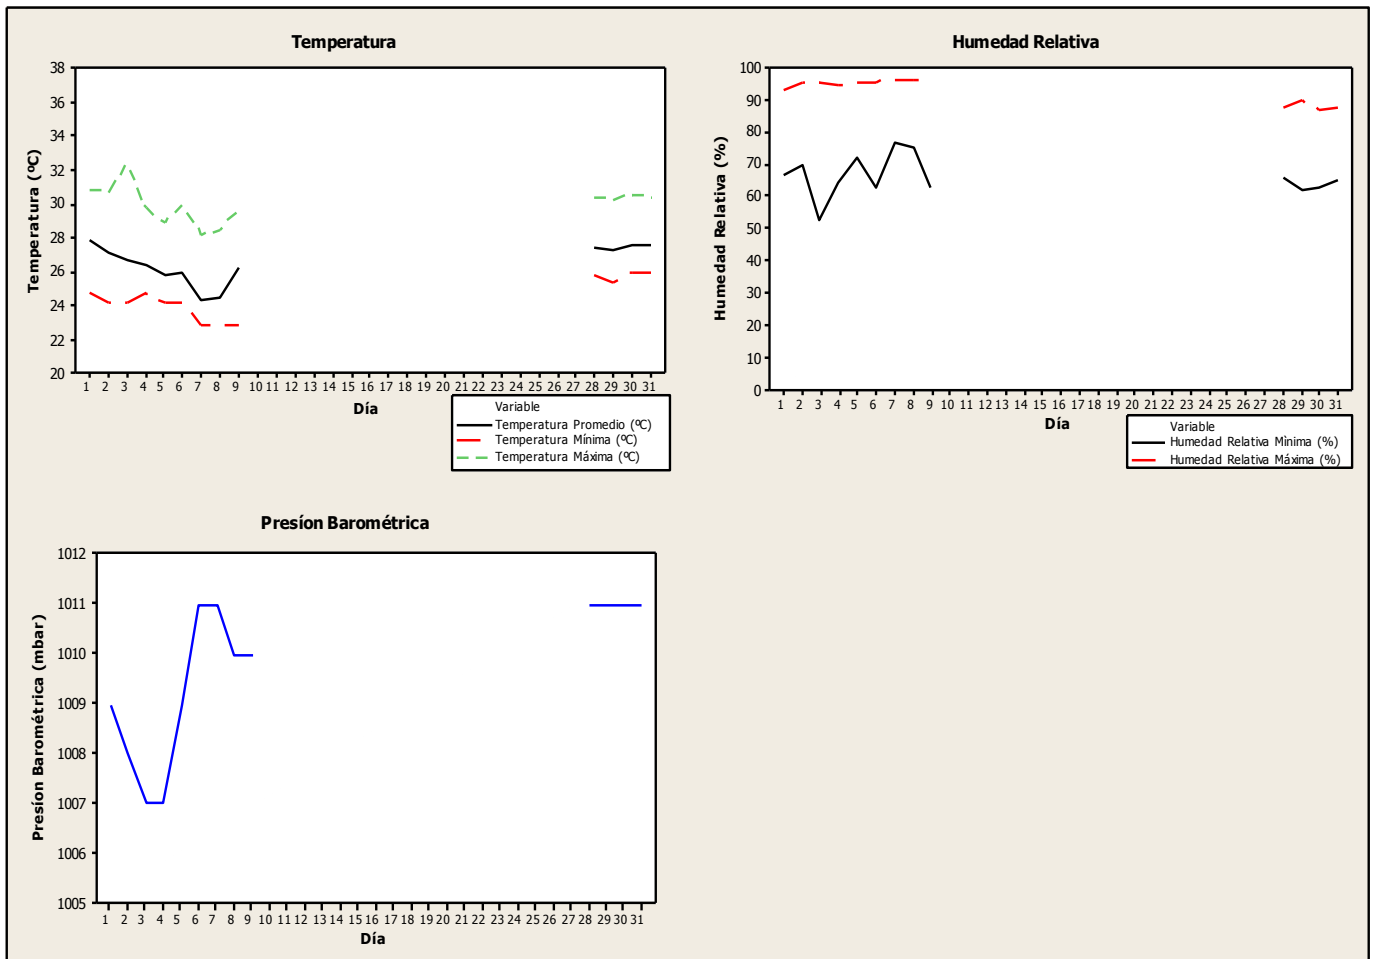 Temperatura
38
36
34
32
30
28
26
24
22
20
Temperatura (ºC)
1 2 3 4 5 6 7 8 9 10 11 12 13 14 15 16 17 18 19 20 21 22 23 24 25 26 27 28 29 30 31
Día
Variable
Temperatura Promedio (ºC)
Temperatura Mínima (ºC)
Temperatura Máxima (ºC)
Humedad Relativa
100
90
80
70
60
50
40
30
20
10
0
Humedad Relativa (%)
1 2 3 4 5 6 7 8 9 10 11 12 13 14 15 16 17 18 19 20 21 22 23 24 25 26 27 28 29 30 31
Día
Variable
Humedad Relativa Mìnima (%)
Humedad Relativa Máxima (%)
Presíon Barométrica
1012
1011
1010
1009
1008
1007
1006
1005
Presíon Barométrica (mbar)
1 2 3 4 5 6 7 8 9 10 11 12 13 14 15 16 17 18 19 20 21 22 23 24 25 26 27 28 29 30 31
Día